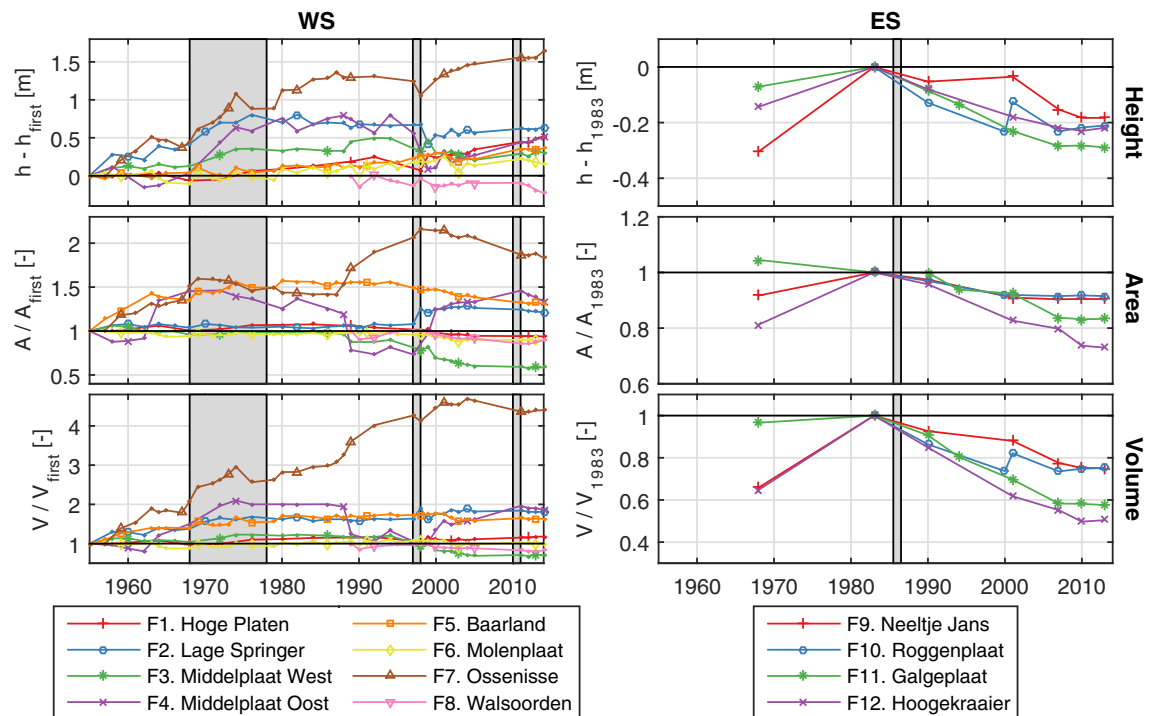 WS
ES
h - h_first [m]
1.5
1
0.5
0
h - h_1983 [m]
0
-0.2
-0.4
Height
A / A_first [-]
2
1.5
1
0.5
A / A_1983 [-]
1.2
1
0.8
0.6
Area
V / V_first [-]
4
3
2
1
V / V_1983 [-]
1
0.8
0.6
0.4
Volume
1960 1970 1980 1990 2000 2010
1960 1970 1980 1990 2000 2010
F1. Hoge Platen
F2. Lage Springer
F3. Middelplaat West
F4. Middelplaat Oost
F5. Baarland
F6. Molenplaat
F7. Ossenisse
F8. Walsoorden
F9. Neeltje Jans
F10. Roggenplaat
F11. Galgeplaat
F12. Hoogekraaier